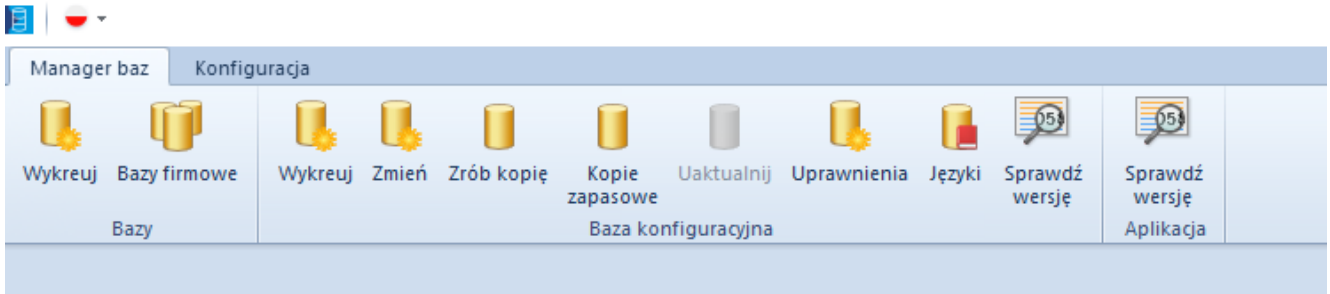 Manager baz Konfiguracja
Wykreuj Bazy firmowe Wykreuj Zmień Zrób kopię Kopie zapasowe Uaktualnij Uprawnienia Języki Sprawdź wersję Sprawdź wersję
Bazy Baza konfiguracyjna Aplikacja